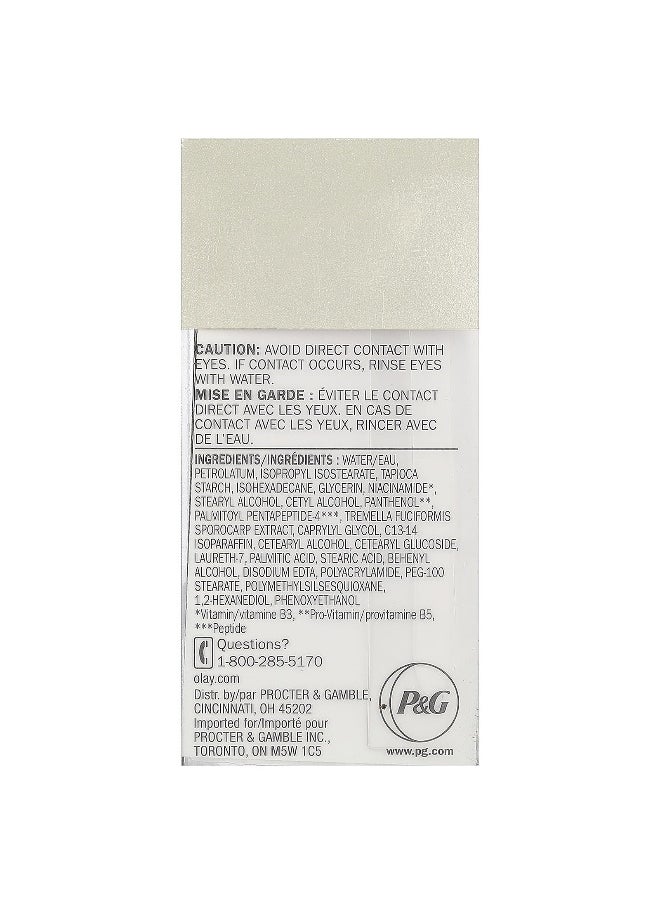 CAUTION: AVOID DIRECT CONTACT WITH
EYES. IF CONTACT OCCURS, RINSE EYES
WITH WATER.
MISE EN GARDE : ÉVITER LE CONTACT
DIRECT AVEC LES YEUX. EN CAS DE
CONTACT AVEC LES YEUX, RINCER AVEC
DE L'EAU.
INGREDIENTS/INGRÉDIENTS : WATER/EAU,
PETROLATUM, ISOPROPYL ISOSTEARATE, TAPIOCA
STARCH, ISOHEXADECANE, GLYCERIN, NIACINAMIDE*,
STEARYL ALCOHOL, CETYL ALCOHOL, PANTHENOL**,
PALMITOYL PENTAPEPTIDE-4***, TREMELLA FUCIFORMIS
SPOROCARP EXTRACT, CAPRYLYL GLYCOL, C13-14
ISOPARAFFIN, CETEARYL ALCOHOL, CETEARYL GLUCOSIDE,
LAURETH-7, PALMITIC ACID, STEARIC ACID, BEHENYL
ALCOHOL, DISODIUM EDTA, POLYACRYLAMIDE, PEG-100
STEARATE, POLYMETHYLSILSESQUIOXANE,
1,2-HEXANEDIOL, PHENOXYETHANOL
*Vitamin/vitamine B3, **Pro-Vitamin/provitamine B5,
***Peptide
Questions?
1-800-285-5170
olay.com
Distr. by/par PROCTER & GAMBLE,
CINCINNATI, OH 45202
Imported for/Importé pour
PROCTER & GAMBLE INC.,
TORONTO, ON M5W 1C5
P&G
www.pg.com